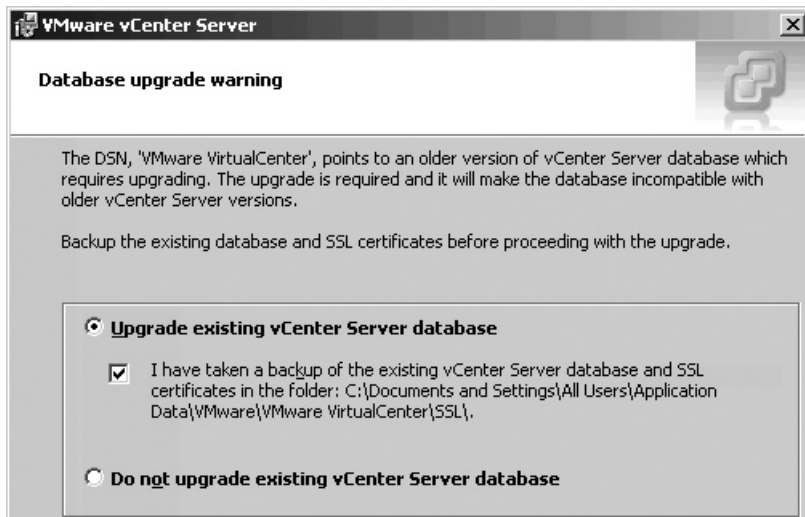 VMware vCenter Server
Database upgrade warning
The DSN, 'VMware VirtualCenter', points to an older version of vCenter Server database which
requires upgrading. The upgrade is required and it will make the database incompatible with
older vCenter Server versions.
Backup the existing database and SSL certificates before proceeding with the upgrade.
Upgrade existing vCenter Server database
I have taken a backup of the existing vCenter Server database and SSL
certificates in the folder: C:\Documents and Settings\All Users\Application
Data\VMware\VMware VirtualCenter\SSL\.
Do not upgrade existing vCenter Server database